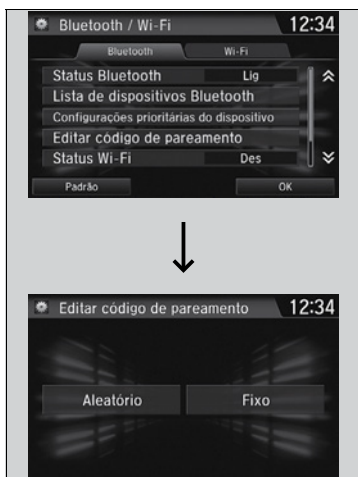 Bluetooth / Wi-Fi 12:34
Bluetooth Wi-Fi
Status Bluetooth Lig
Lista de dispositivos Bluetooth
Configurações prioritárias do dispositivo
Editar código de pareamento
Status Wi-Fi Des
Padrão OK
Editar código de pareamento 12:34
Aleatório Fixo